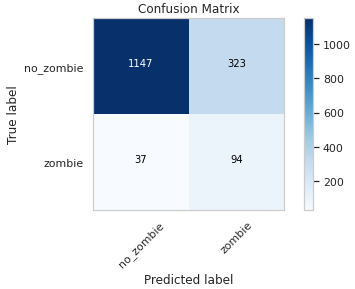 Confusion Matrix
True label
no_zombie
1147
323
zombie
37
94
no_zombie
zombie
Predicted label
1000
800
600
400
200